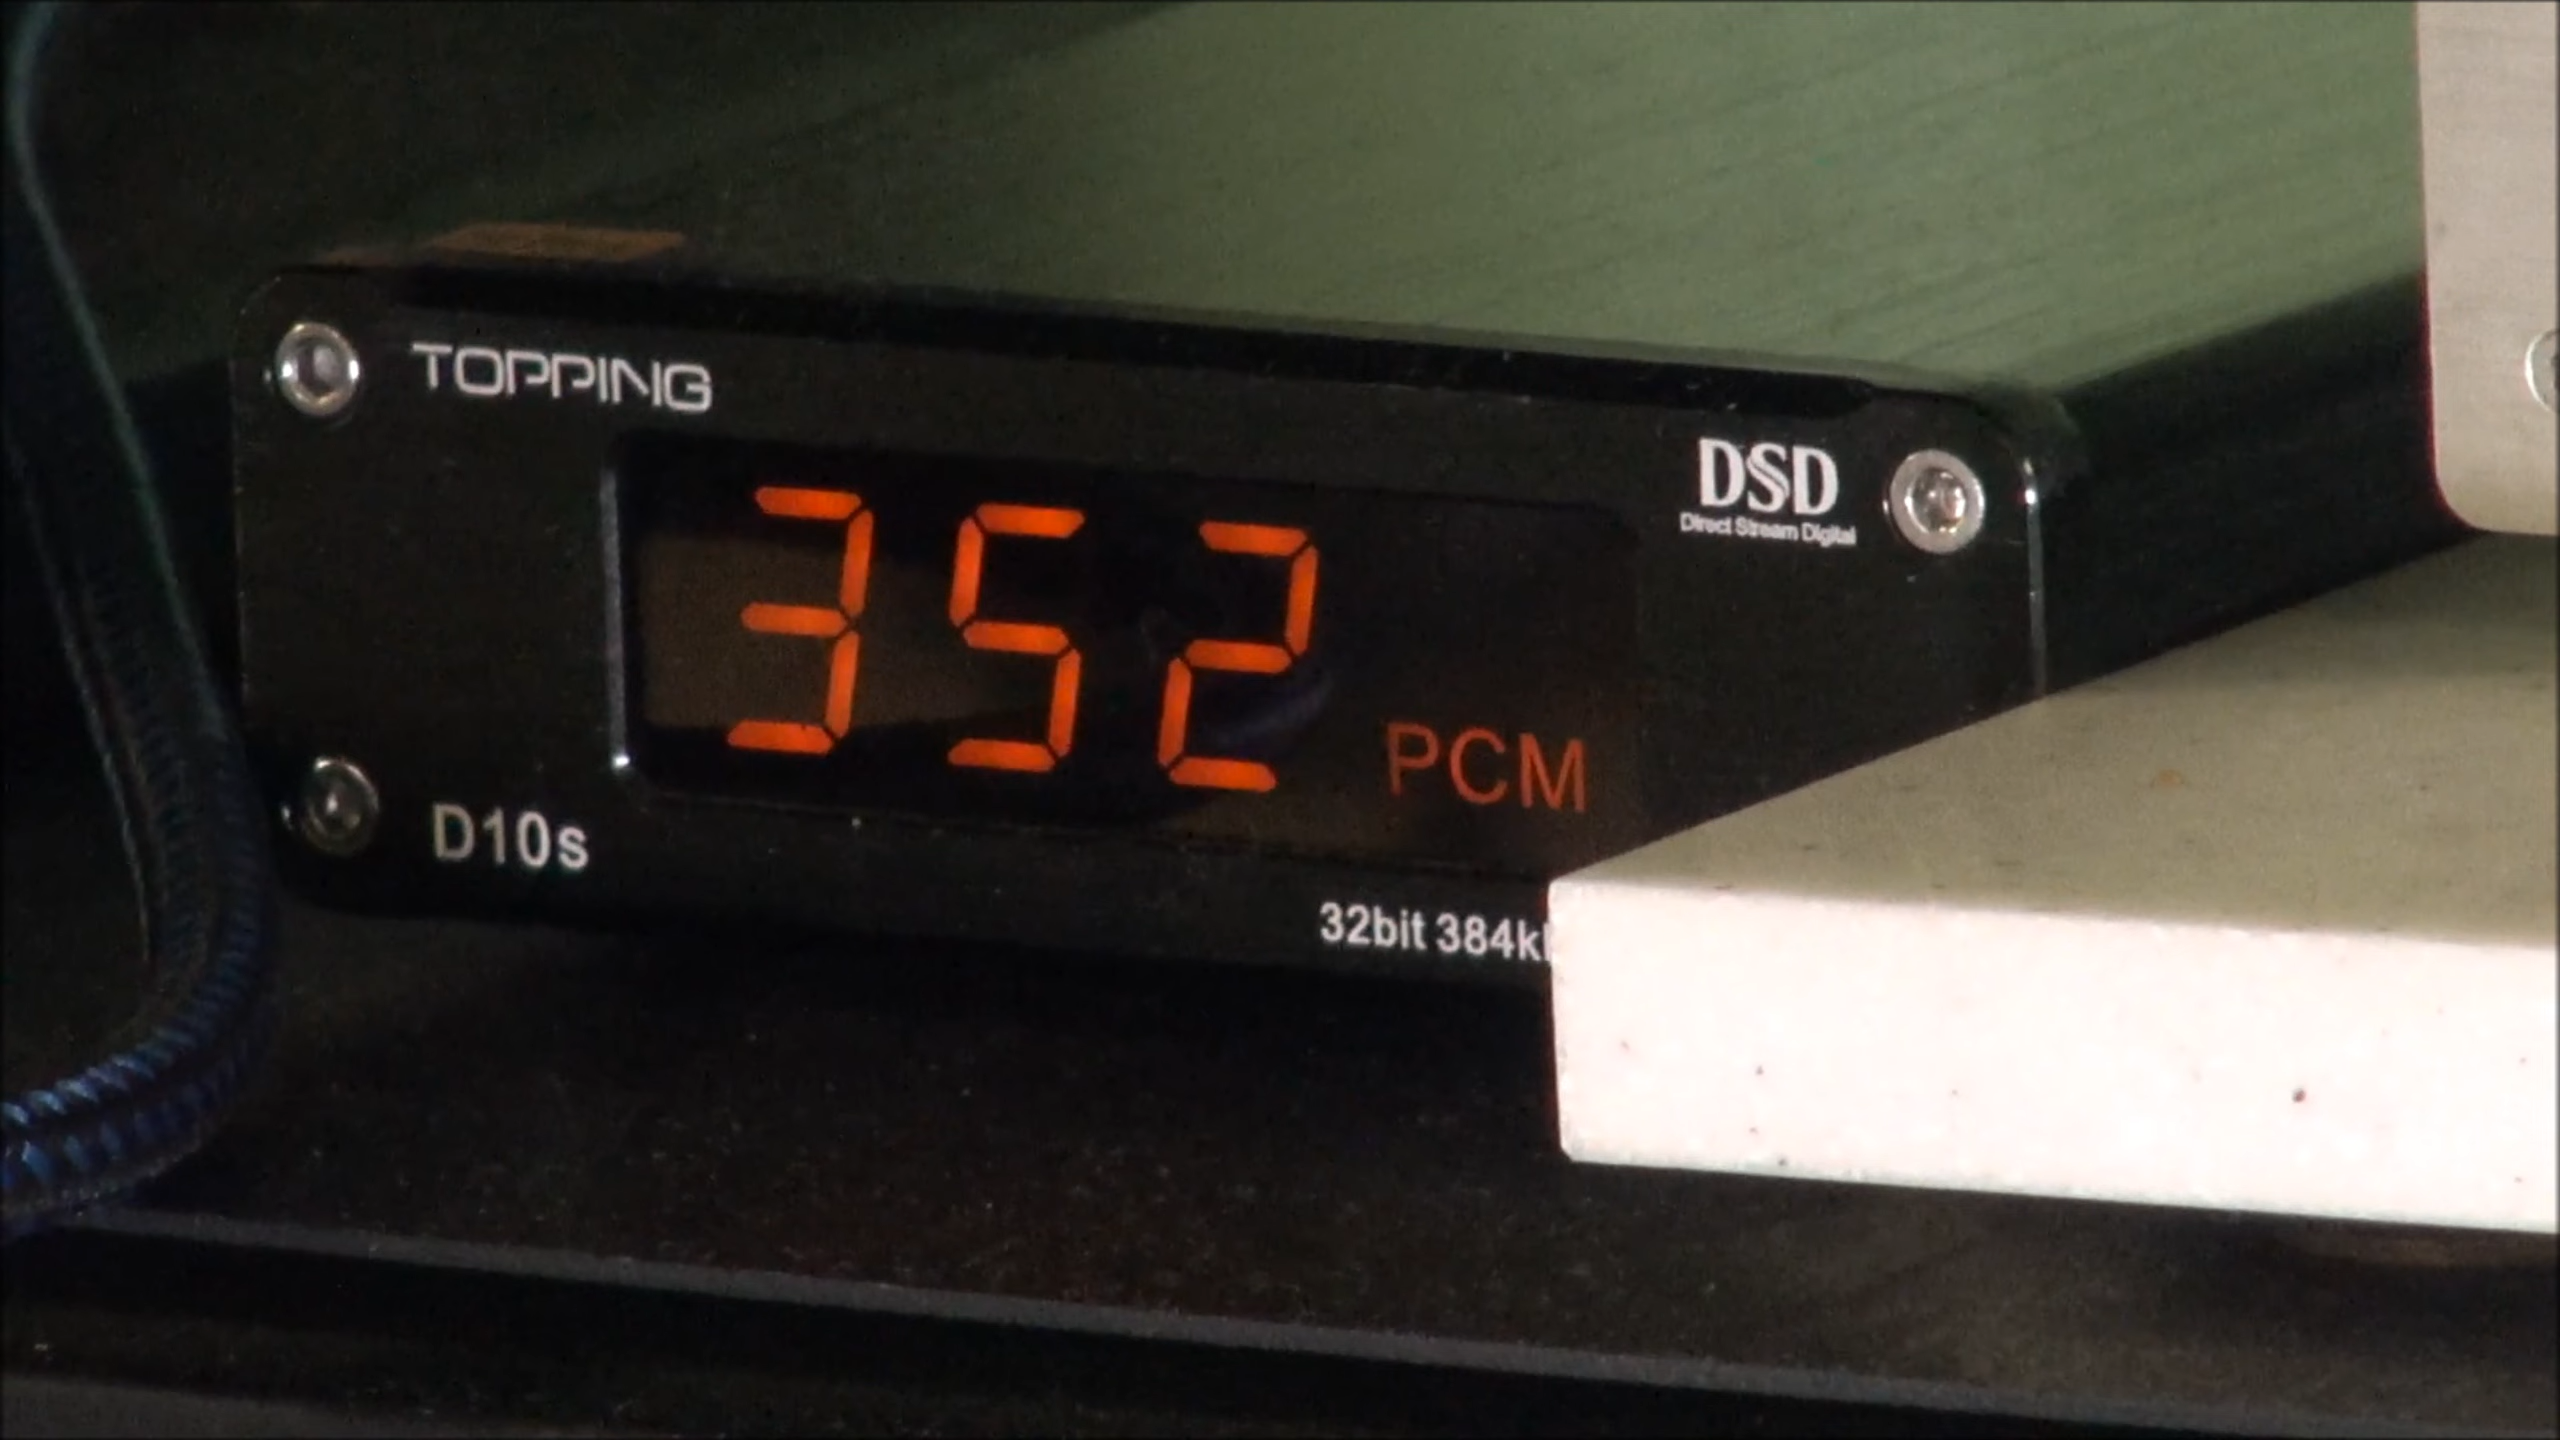 TOPPING
DSD
Direct Stream Digital
352
PCM
D10s
32bit 384k